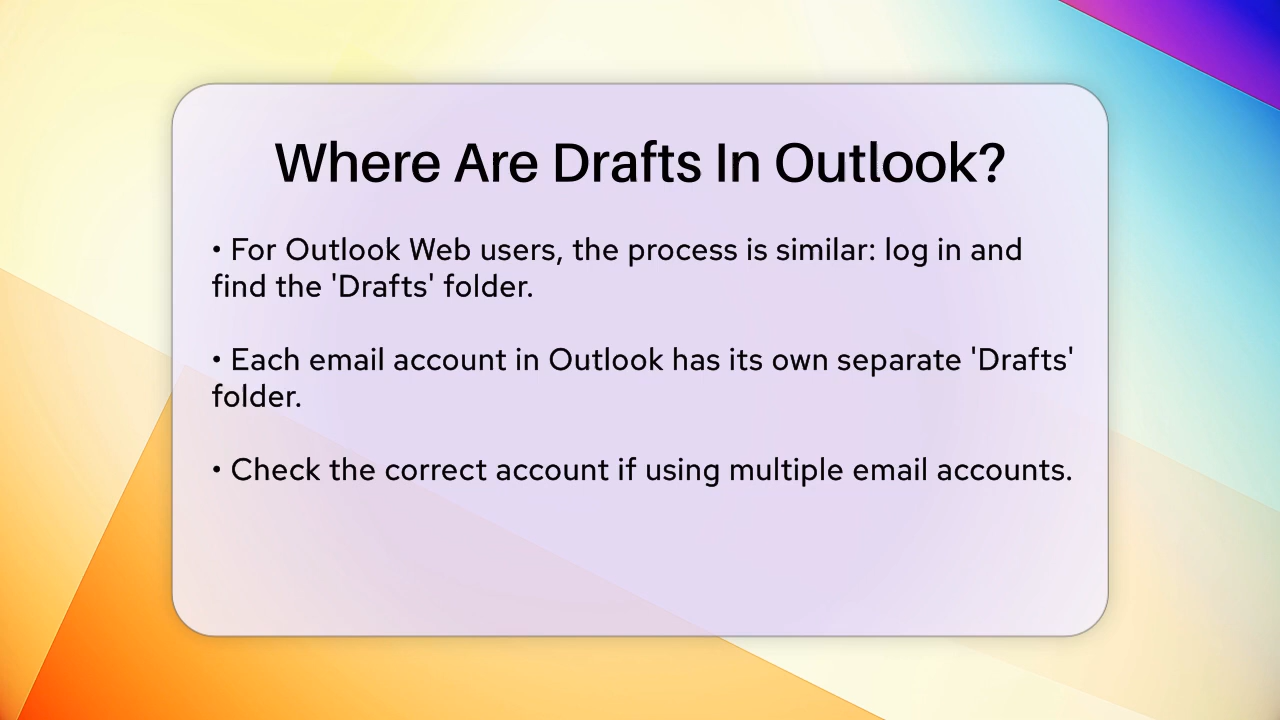 Where Are Drafts In Outlook?
• For Outlook Web users, the process is similar: log in and
find the 'Drafts' folder.
• Each email account in Outlook has its own separate 'Drafts'
folder.
• Check the correct account if using multiple email accounts.